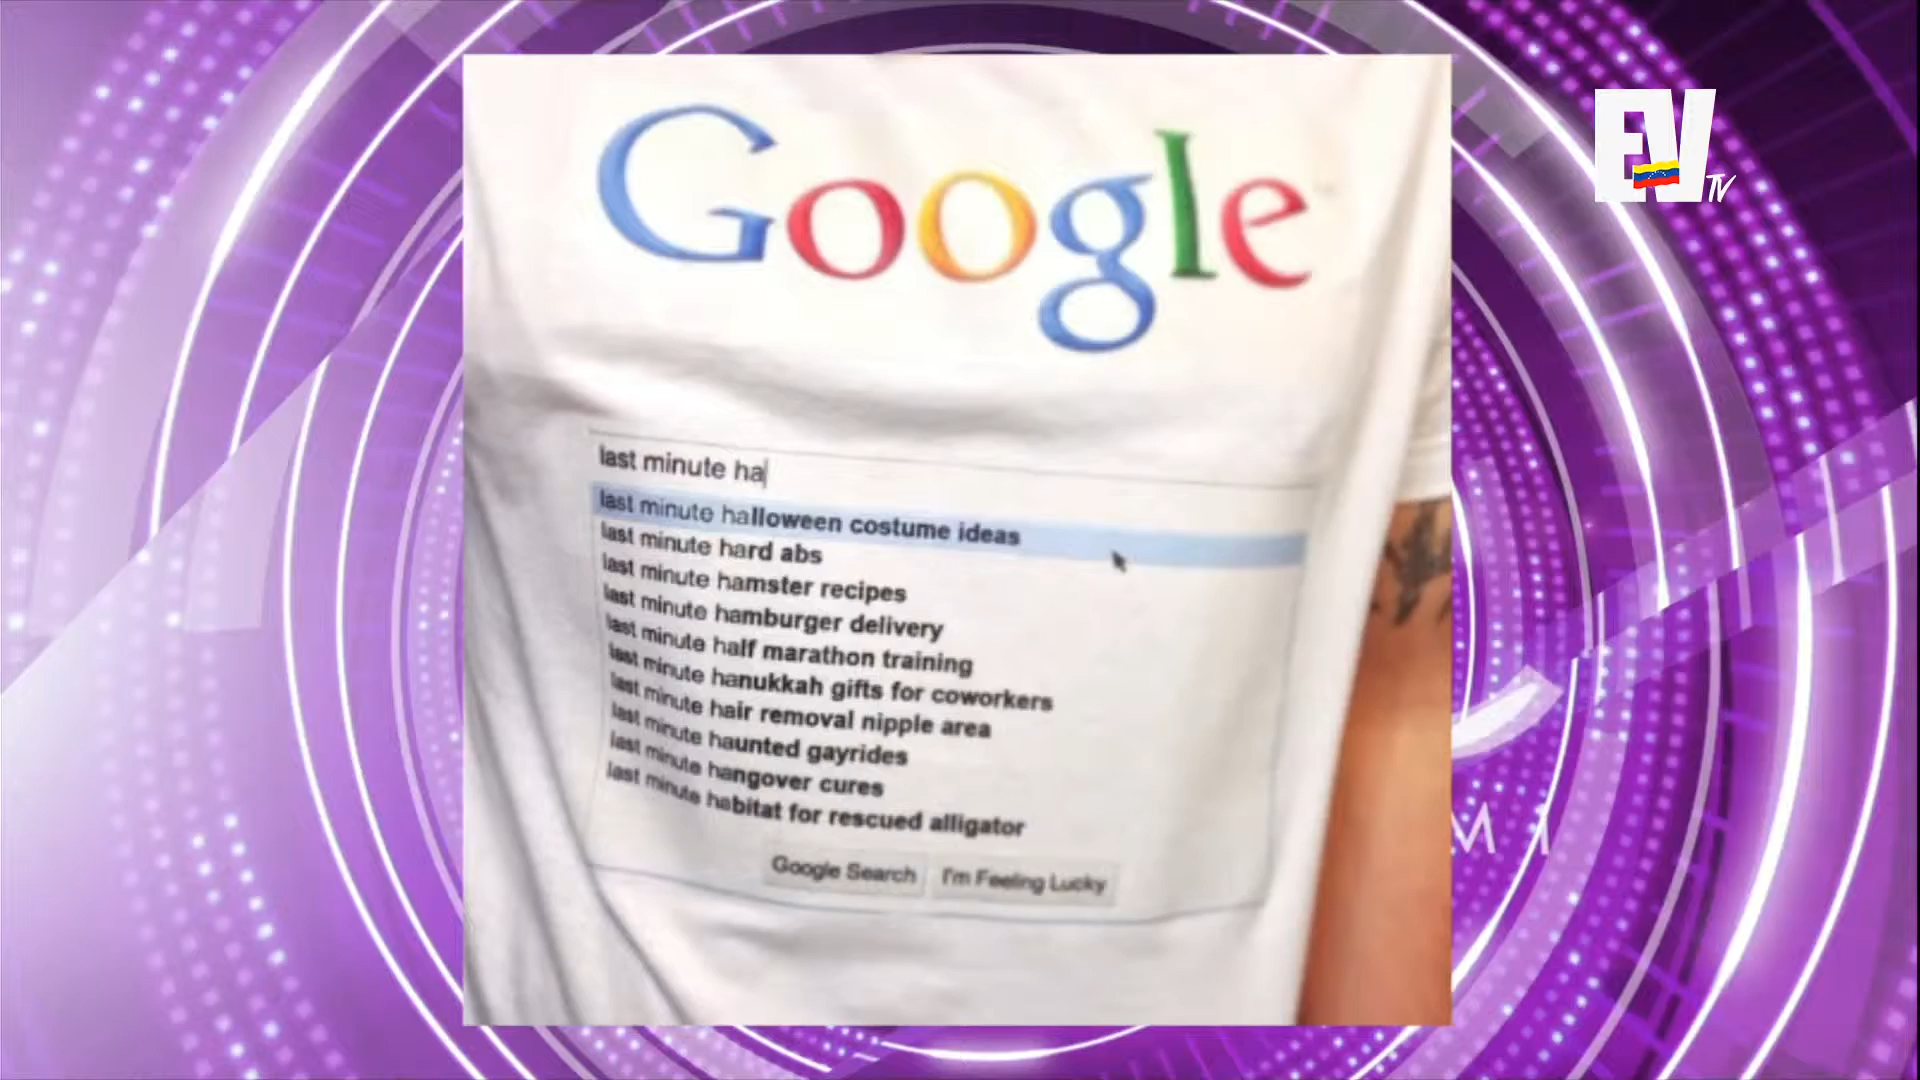 Google
EV
TV
last minute ha
last minute halloween costume ideas
last minute hard abs
last minute hamster recipes
last minute hamburger delivery
last minute half marathon training
last minute hanukkah gifts for coworkers
last minute hair removal nipple area
last minute haunted gayrides
last minute hangover cures
last minute habitat for rescued alligator
Google Search
I'm Feeling Lucky